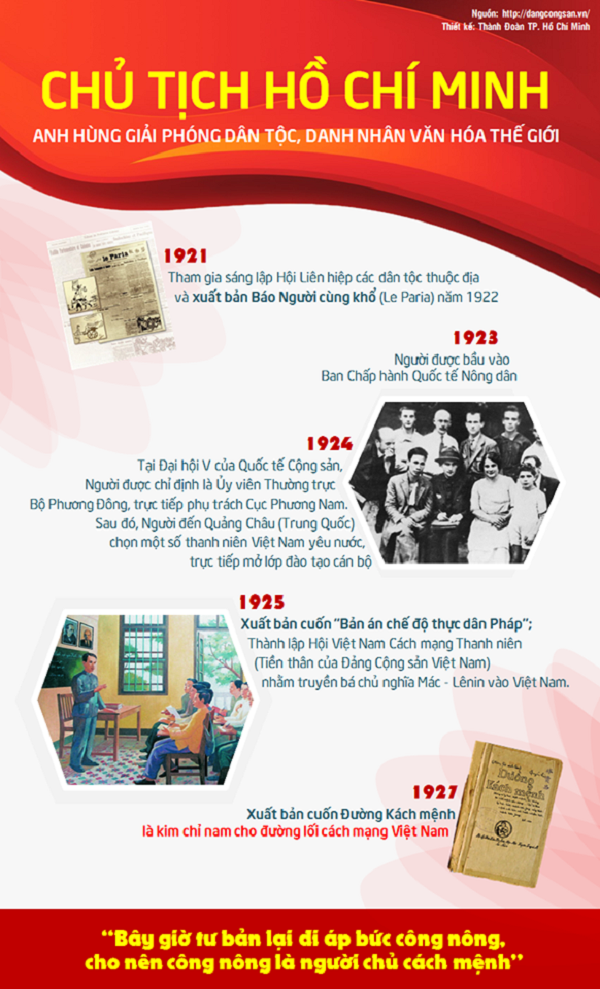 Nguồn: http://dangcongsan.vn/
Thiết kế: Thành Đoàn TP. Hồ Chí Minh
CHỦ TỊCH HỒ CHÍ MINH
ANH HÙNG GIẢI PHÓNG DÂN TỘC, DANH NHÂN VĂN HÓA THẾ GIỚI
le Paria
1921
Tham gia sáng lập Hội Liên hiệp các dân tộc thuộc địa
và xuất bản Báo Người cùng khổ (Le Paria) năm 1922
1923
Người được bầu vào
Ban Chấp hành Quốc tế Nông dân
1924
Tại Đại hội V của Quốc tế Cộng sản,
Người được chỉ định là Ủy viên Thường trực
Bộ Phương Đông, trực tiếp phụ trách Cục Phương Nam.
Sau đó, Người đến Quảng Châu (Trung Quốc)
chọn một số thanh niên Việt Nam yêu nước,
trực tiếp mở lớp đào tạo cán bộ
1925
Xuất bản cuốn "Bản án chế độ thực dân Pháp";
Thành lập Hội Việt Nam Cách mạng Thanh niên
(Tiền thân của Đảng Cộng sản Việt Nam)
nhằm truyền bá chủ nghĩa Mác - Lênin vào Việt Nam.
1927
Xuất bản cuốn Đường Kách mệnh
là kim chỉ nam cho đường lối cách mạng Việt Nam
Đường
Kách mệnh
"Bây giờ tư bản lại đi áp bức công nông,
cho nên công nông là người chủ cách mệnh"